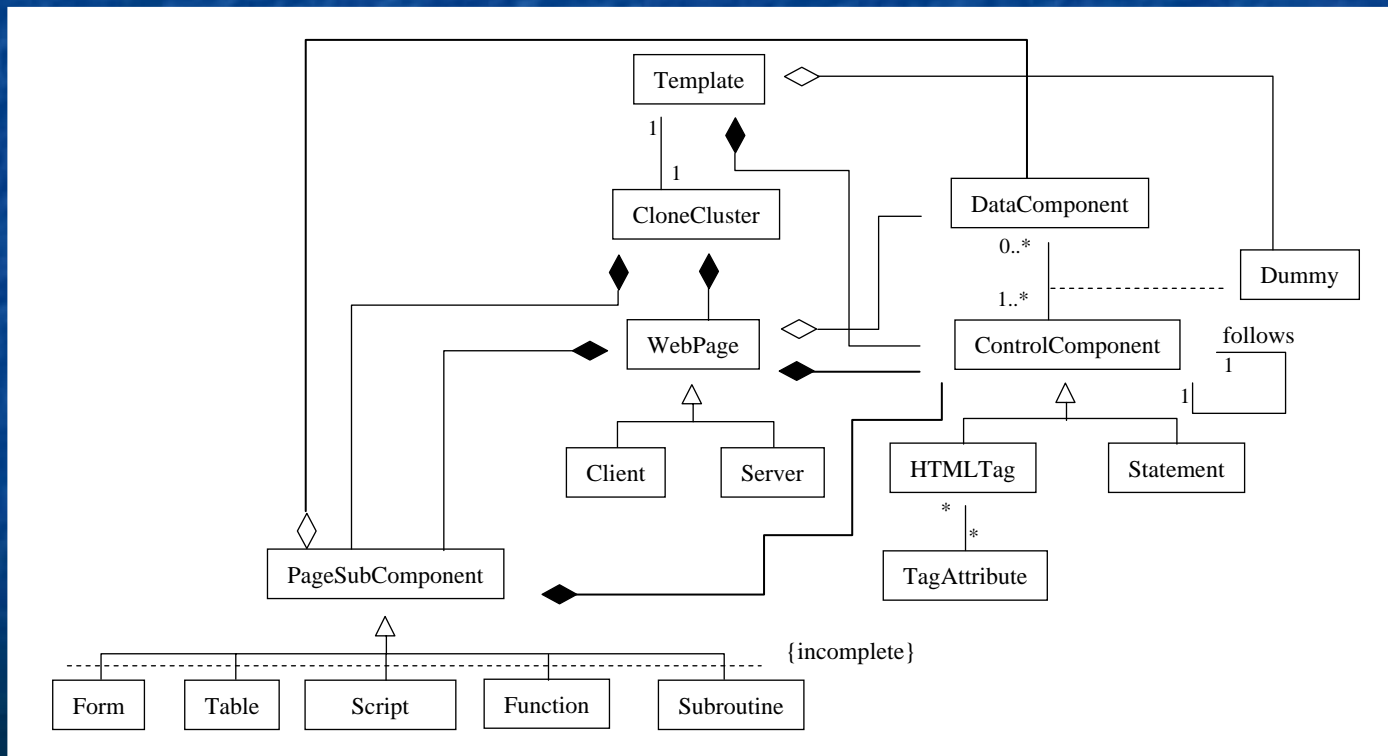 Template
1
1
CloneCluster
DataComponent
0..*
Dummy
1..*
WebPage
ControlComponent
follows
1
1
Client
Server
HTMLTag
Statement
*
*
PageSubComponent
TagAttribute
{incomplete}
Form
Table
Script
Function
Subroutine